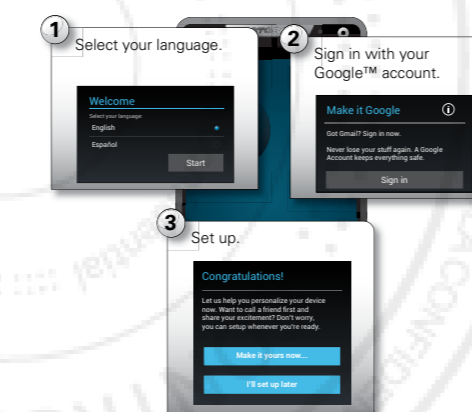 1
Select your language.
Welcome
Select your language:
English
Español
Start
2
Sign in with your
Google™ account.
Make it Google
Got Gmail? Sign in now.
Never lose your stuff again. A Google
Account keeps everything safe.
Sign in
3
Set up.
Congratulations!
Let us help you personalize your device
now. Want to call a friend first and
share your excitement? Don't worry,
you can setup whenever you're ready.
Make it yours now...
I'll set up later